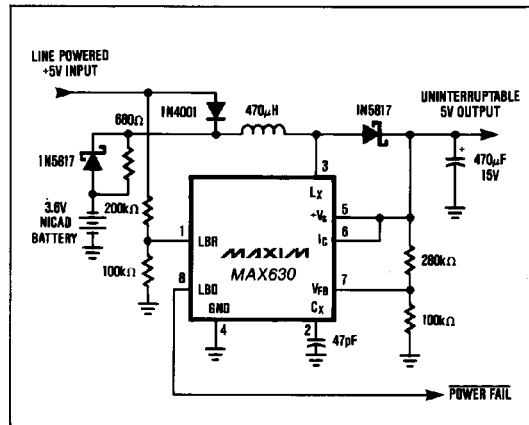 LINE POWERED
+5V INPUT
1N4001
470μH
1N5817
UNINTERRUPTABLE
5V OUTPUT
680Ω
1N5817
3.6V
NICAD
BATTERY
200kΩ
100kΩ
3
LX
+VS
5
IC
6
+
470μF
15V
1
LBR
MAXIM
MAX630
8
LBD
GND
4
VFB
7
CX
2
47pF
280kΩ
100kΩ
POWER FAIL